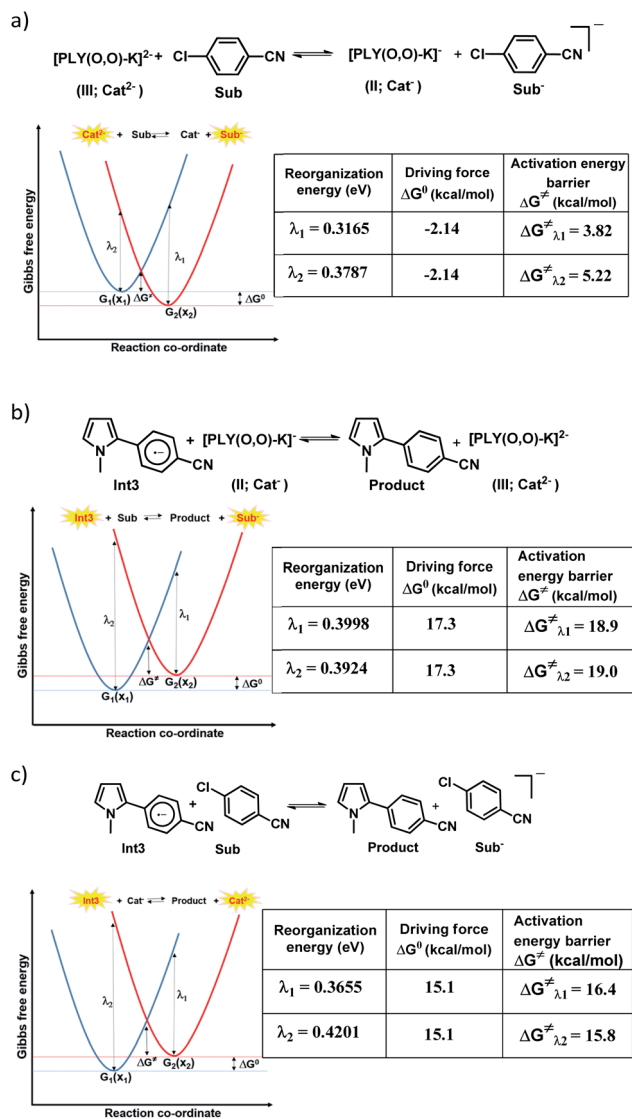 a)
[PLY(O,O)-K]²⁻ + Cl CN ⇌ [PLY(O,O)-K]⁻ + Cl CN ⁻
(III; Cat²⁻) Sub (II; Cat⁻) Sub⁻
Cat²⁻ + Sub ⇌ Cat⁻ + Sub⁻
Gibbs free energy
λ₂ λ₁
G₁(x₁) ΔG≠ G₂(x₂) ΔG⁰
Reaction co-ordinate
Reorganization energy (eV) | Driving force ΔG⁰ (kcal/mol) | Activation energy barrier ΔG≠ (kcal/mol)
λ₁ = 0.3165 | -2.14 | ΔG≠λ1 = 3.82
λ₂ = 0.3787 | -2.14 | ΔG≠λ2 = 5.22
b)
N CN + [PLY(O,O)-K]⁻ ⇌ N CN + [PLY(O,O)-K]²⁻
Int3 (II; Cat⁻) Product (III; Cat²⁻)
Int3 + Sub ⇌ Product + Sub⁻
Gibbs free energy
λ₂ λ₁
G₁(x₁) ΔG≠ G₂(x₂) ΔG⁰
Reaction co-ordinate
Reorganization energy (eV) | Driving force ΔG⁰ (kcal/mol) | Activation energy barrier ΔG≠ (kcal/mol)
λ₁ = 0.3998 | 17.3 | ΔG≠λ1 = 18.9
λ₂ = 0.3924 | 17.3 | ΔG≠λ2 = 19.0
c)
N CN + Cl CN ⇌ N CN + Cl CN ⁻
Int3 Sub Product Sub⁻
Int3 + Cat⁻ ⇌ Product + Cat²⁻
Gibbs free energy
λ₂ λ₁
G₁(x₁) ΔG≠ G₂(x₂) ΔG⁰
Reaction co-ordinate
Reorganization energy (eV) | Driving force ΔG⁰ (kcal/mol) | Activation energy barrier ΔG≠ (kcal/mol)
λ₁ = 0.3655 | 15.1 | ΔG≠λ1 = 16.4
λ₂ = 0.4201 | 15.1 | ΔG≠λ2 = 15.8